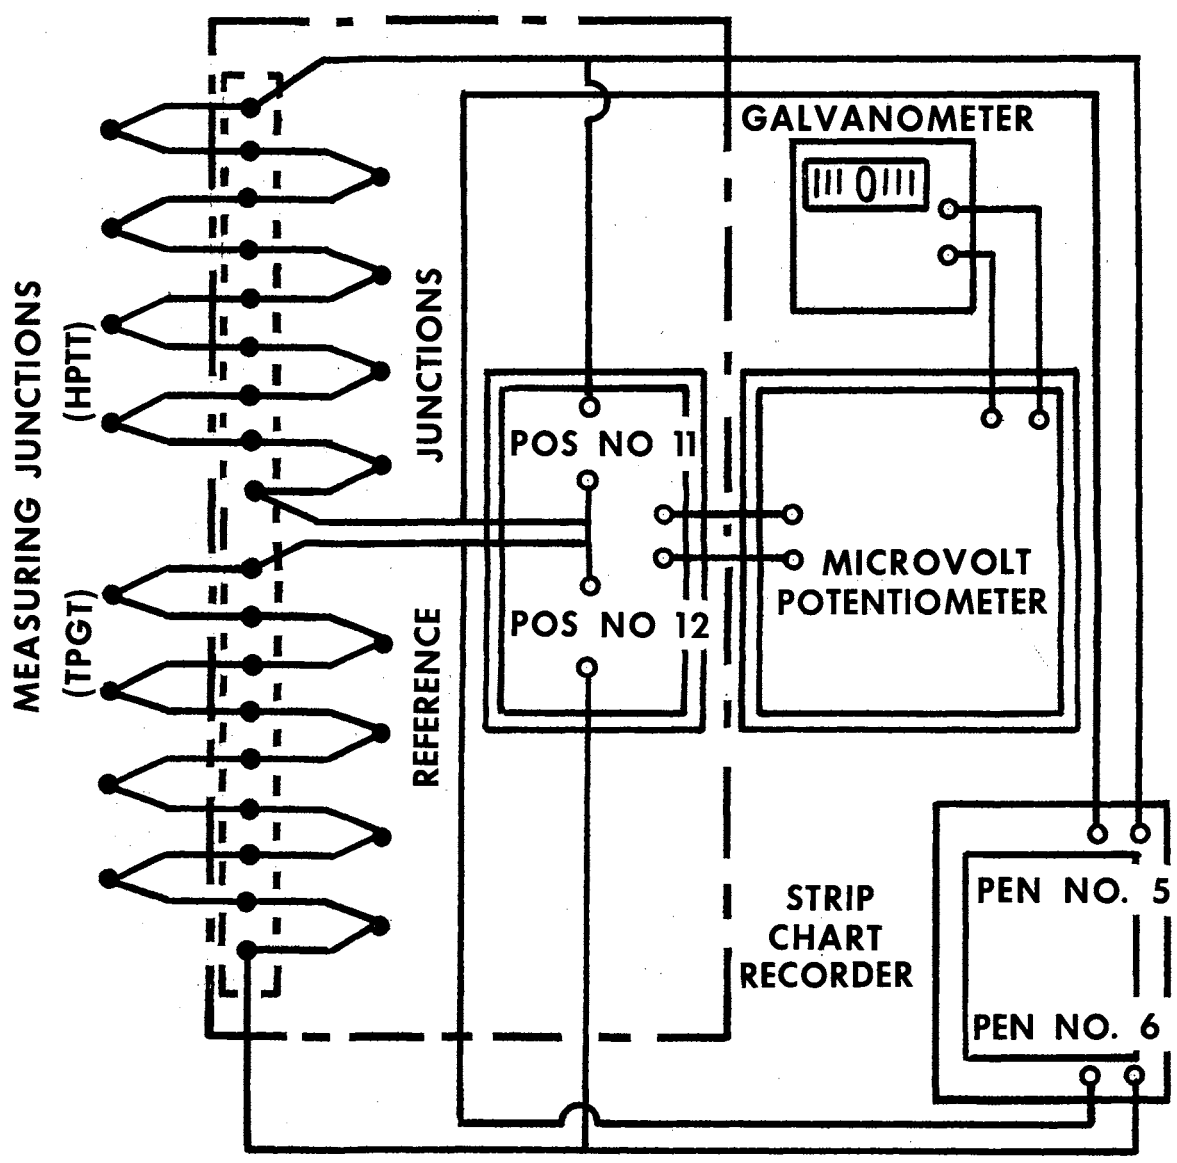 GALVANOMETER
0
MEASURING JUNCTIONS
(HPTT)
(TPGT)
REFERENCE JUNCTIONS
POS NO 11
POS NO 12
MICROVOLT
POTENTIOMETER
STRIP
CHART
RECORDER
PEN NO. 5
PEN NO. 6